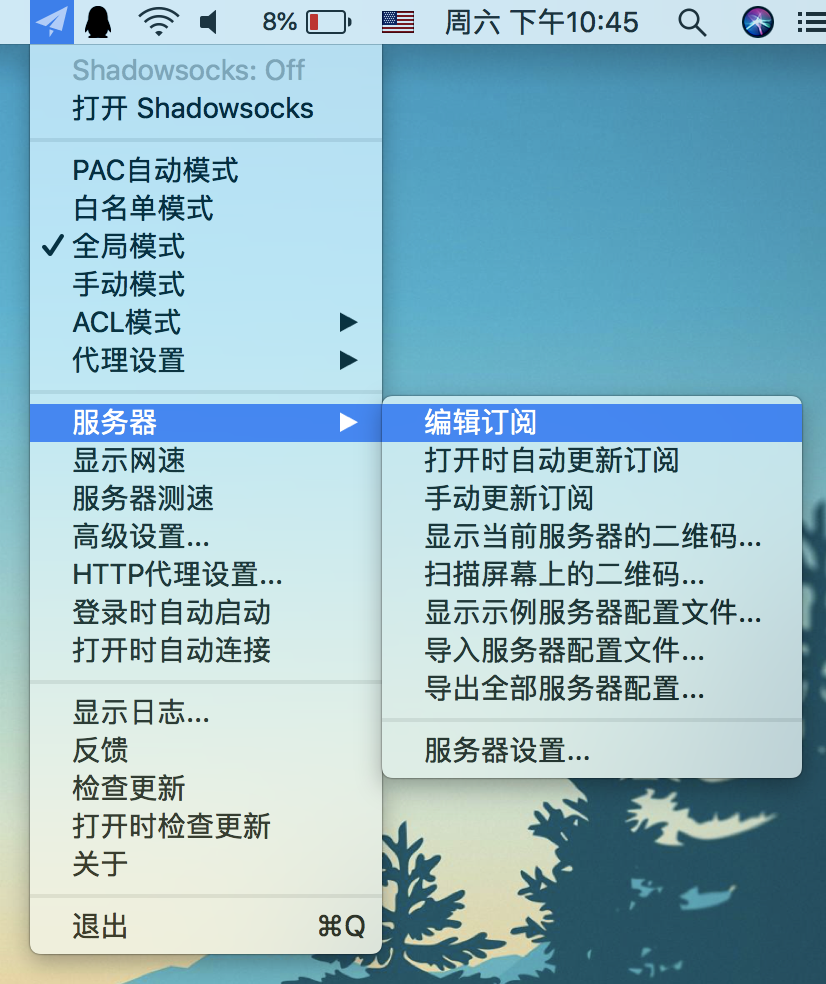 8% 周六 下午10:45
Shadowsocks: Off
打开 Shadowsocks
PAC自动模式
白名单模式
全局模式
手动模式
ACL模式
代理设置
服务器
显示网速
服务器测速
高级设置...
HTTP代理设置...
登录时自动启动
打开时自动连接
显示日志...
反馈
检查更新
打开时检查更新
关于
退出 ⌘Q
编辑订阅
打开时自动更新订阅
手动更新订阅
显示当前服务器的二维码...
扫描屏幕上的二维码...
显示示例服务器配置文件...
导入服务器配置文件...
导出全部服务器配置...
服务器设置...